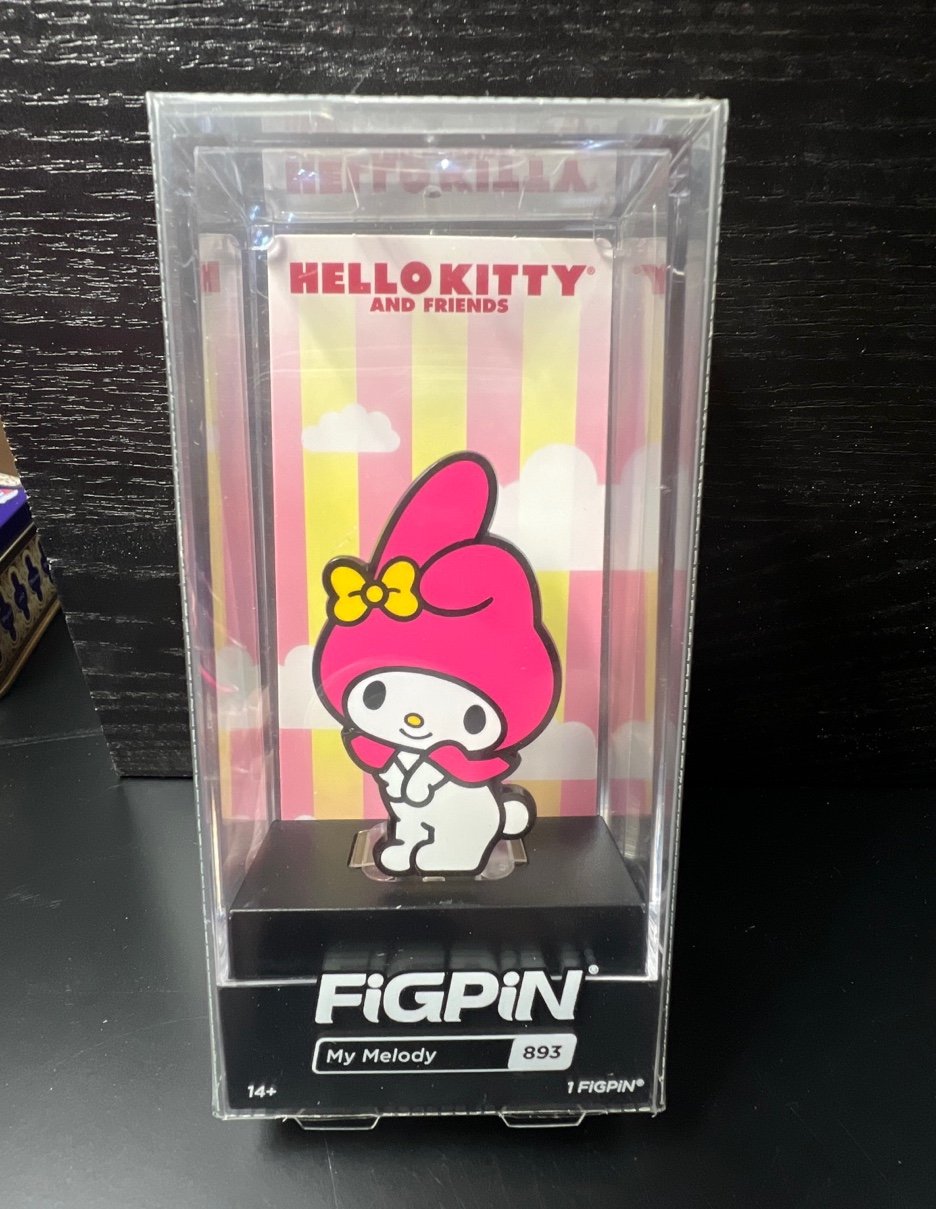 HELLO KITTY®
AND FRIENDS
FiGPiN®
My Melody 893
14+ 1 FiGPiN®